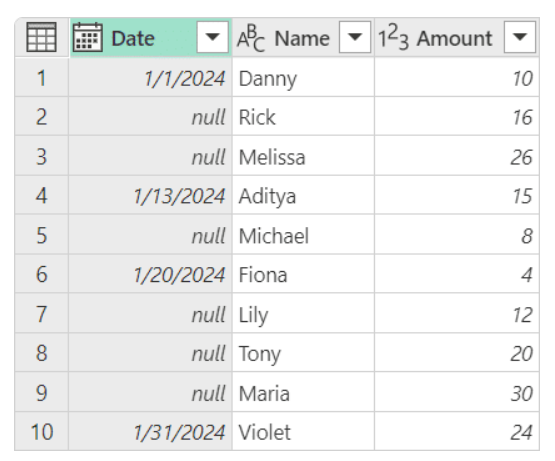 Date ABC Name 123 Amount
1 1/1/2024 Danny 10
2 null Rick 16
3 null Melissa 26
4 1/13/2024 Aditya 15
5 null Michael 8
6 1/20/2024 Fiona 4
7 null Lily 12
8 null Tony 20
9 null Maria 30
10 1/31/2024 Violet 24